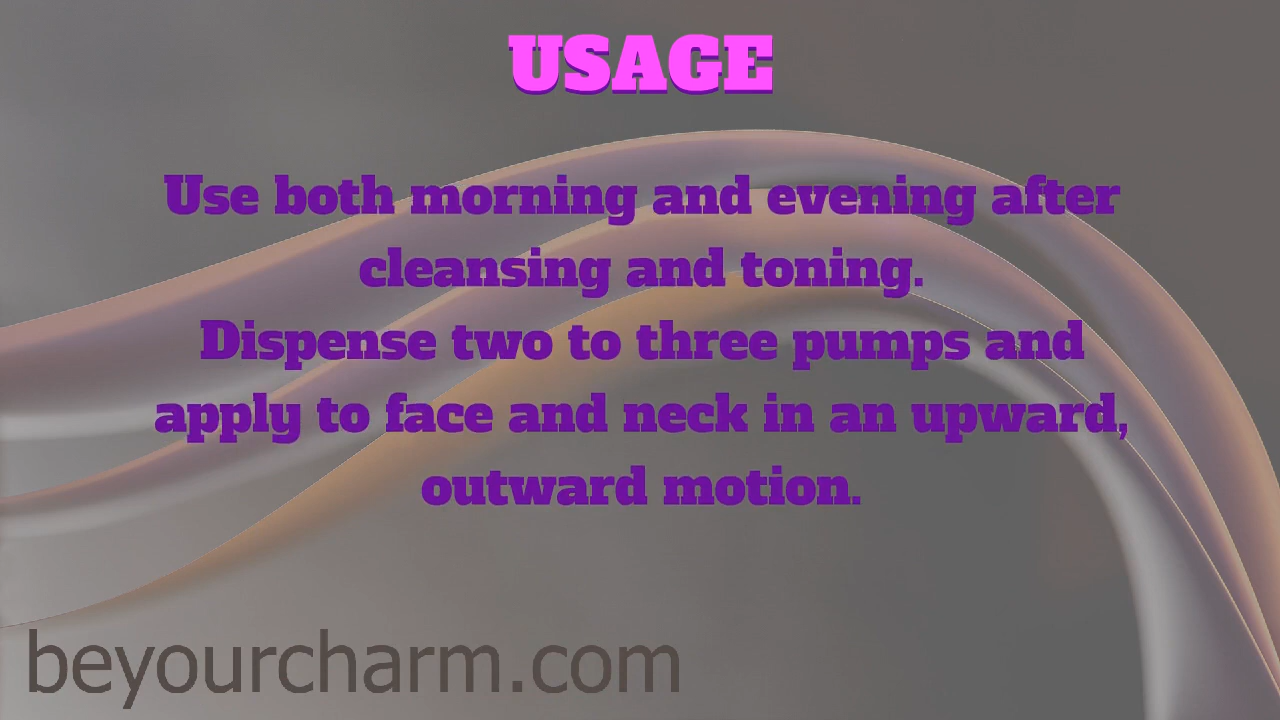 USAGE
Use both morning and evening after
cleansing and toning.
Dispense two to three pumps and
apply to face and neck in an upward,
outward motion.
beyourcharm.com